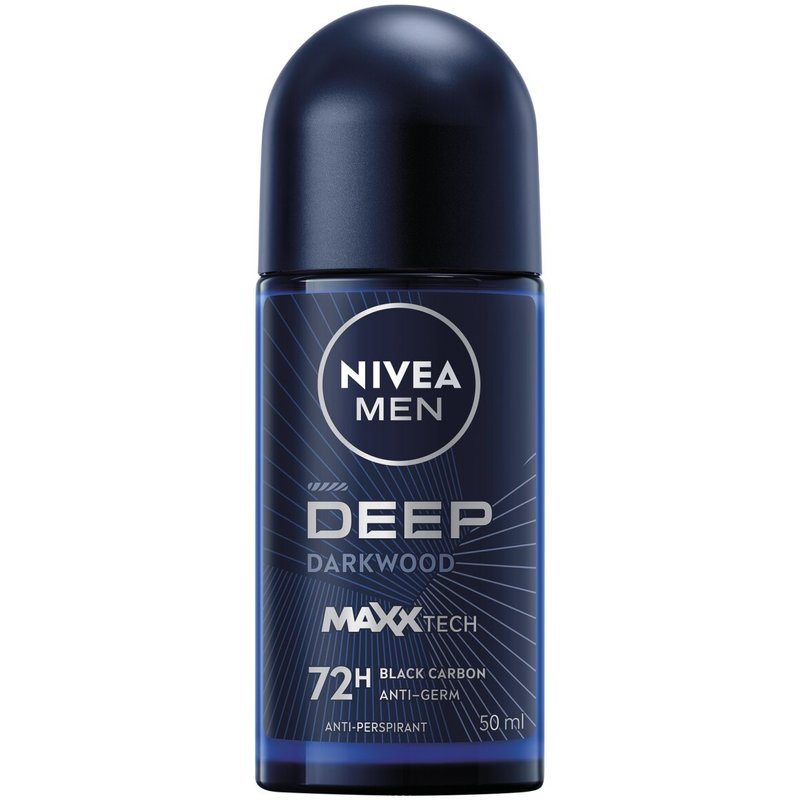 NIVEA
MEN
DEEP
DARKWOOD
MAXXTECH
72H BLACK CARBON
ANTI-GERM
ANTI-PERSPIRANT 50 ml